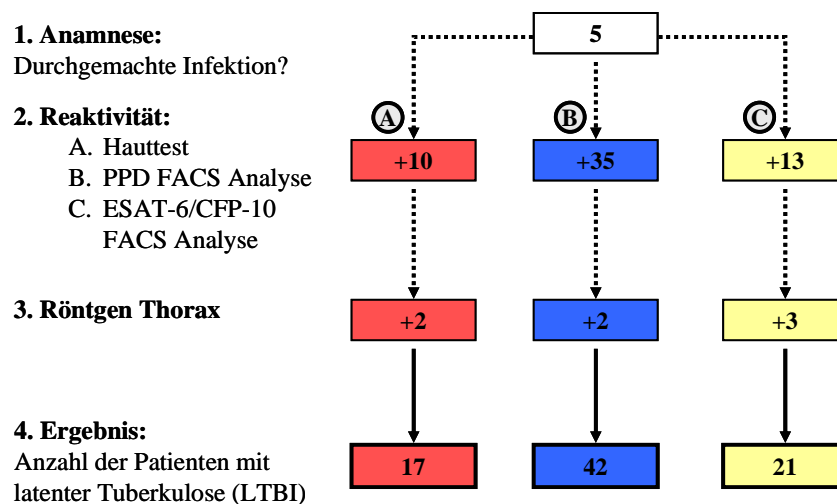 1. Anamnese:
Durchgemachte Infektion?
5
2. Reaktivität:
A. Hauttest
B. PPD FACS Analyse
C. ESAT-6/CFP-10
FACS Analyse
A
B
C
+10
+35
+13
3. Röntgen Thorax
+2
+2
+3
4. Ergebnis:
Anzahl der Patienten mit
latenter Tuberkulose (LTBI)
17
42
21